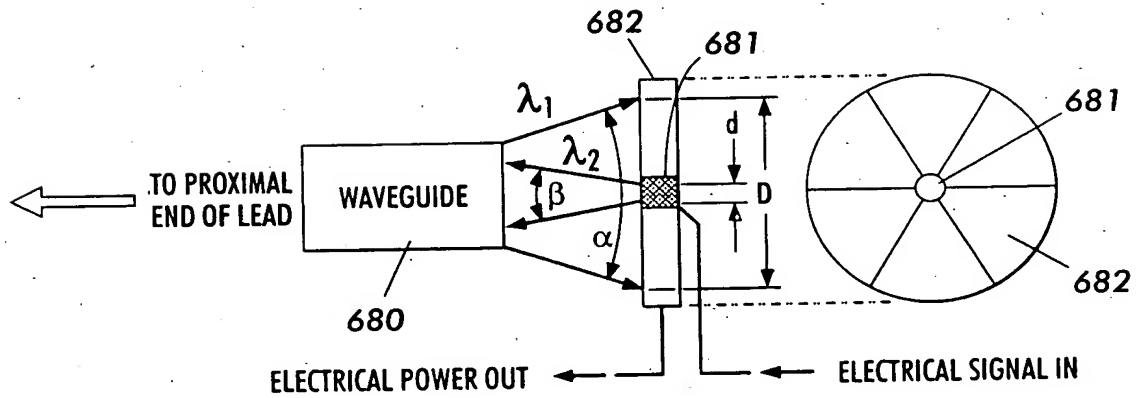 682
681
681
λ1
d
λ2
.TO PROXIMAL
END OF LEAD
WAVEGUIDE
β
D
α
682
680
ELECTRICAL POWER OUT
ELECTRICAL SIGNAL IN